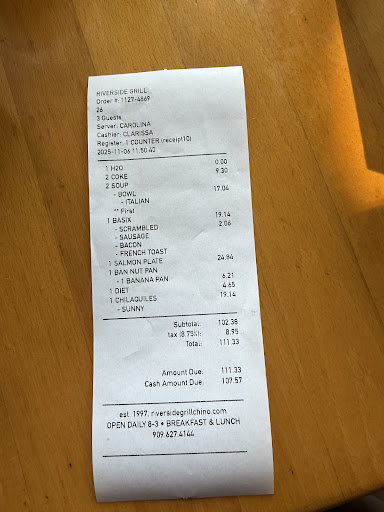 RIVERSIDE GRILL
Order #: 1127-4869
26
3 Guests
Server: CAROLINA
Cashier: CLARISSA
Register: 1 COUNTER (receipt10)
2025-11-06 11:50:40
1 H2O 0.00
2 COKE 9.30
2 SOUP 17.04
- BOWL
- ITALIAN
** First
1 BASIX 19.14
- SCRAMBLED 2.06
- SAUSAGE
- BACON
- FRENCH TOAST
1 SALMON PLATE 24.84
1 BAN NUT PAN
- 1 BANANA PAN 6.21
1 DIET 4.65
1 CHILAQUILES 19.14
- SUNNY
Subtotal: 102.38
tax (8.75%): 8.95
Total: 111.33
Amount Due: 111.33
Cash Amount Due: 107.57
est. 1997, riversidegrillchino.com
OPEN DAILY 8-3 • BREAKFAST & LUNCH
909.627.4144